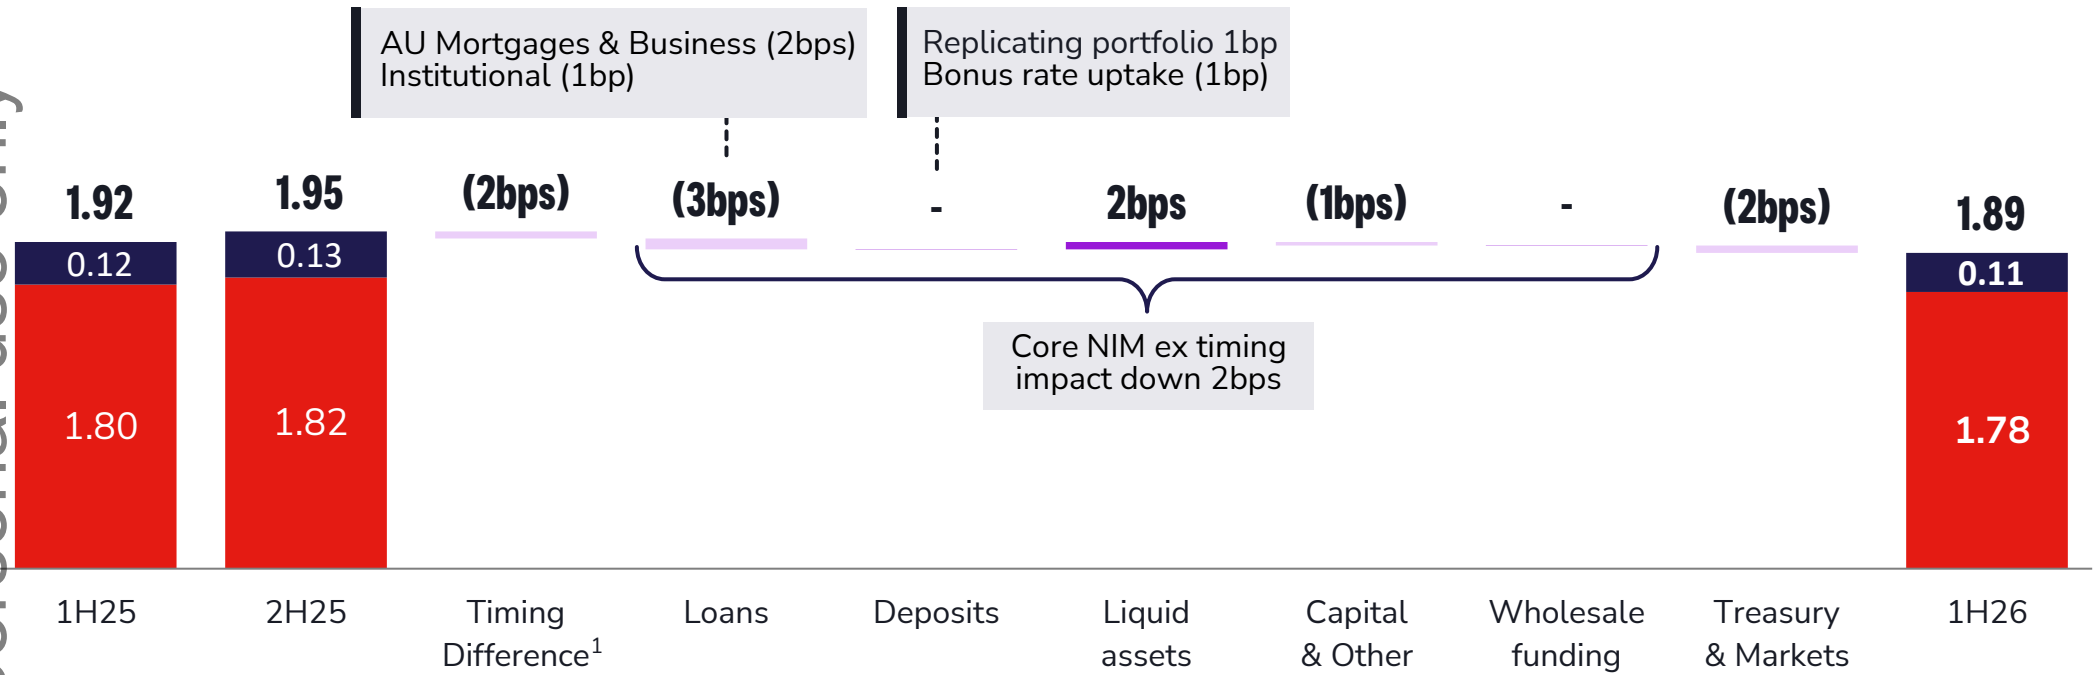 AU Mortgages & Business (2bps)
Institutional (1bp)
Replicating portfolio 1bp
Bonus rate uptake (1bp)
1.92
1.95
(2bps)
(3bps)
-
2bps
(1bps)
-
(2bps)
1.89
0.12
0.13
0.11
1.80
1.82
1.78
Core NIM ex timing
impact down 2bps
1H25
2H25
Timing
Difference1
Loans
Deposits
Liquid
assets
Capital
& Other
Wholesale
funding
Treasury
& Markets
1H26